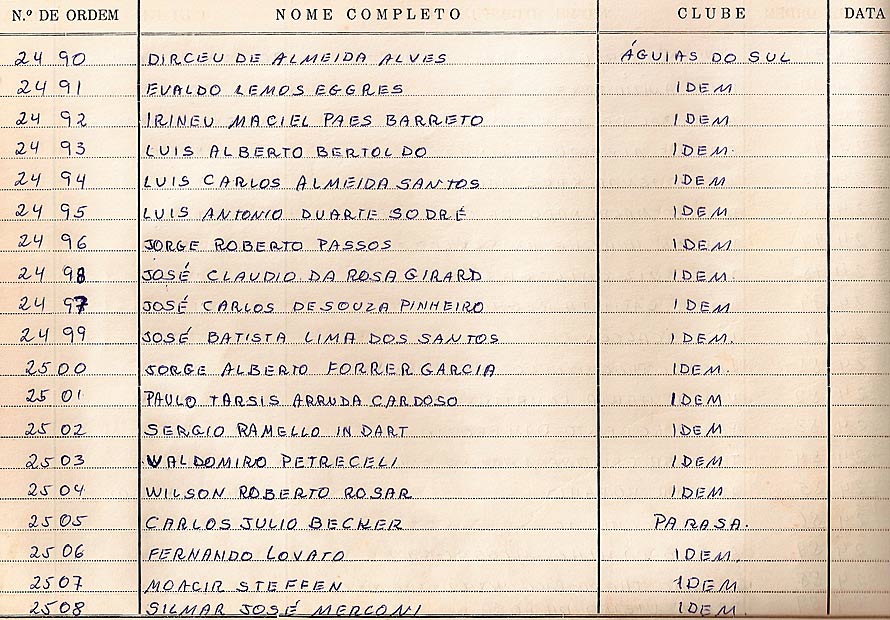 N.º DE ORDEM NOME COMPLETO CLUBE DATA
24 90 DIRCEU DE ALMEIDA ALVES ÁGUIAS DO SUL
24 91 EVALDO LEMOS EGGRES IDEM
24 92 IRINEU MACIEL PAES BARRETO IDEM
24 93 LUIS ALBERTO BERTOLDO IDEM.
24 94 LUIS CARLOS ALMEIDA SANTOS IDEM
24 95 LUIS ANTONIO DUARTE SODRÉ IDEM
24 96 JORGE ROBERTO PASSOS IDEM
24 98 JOSÉ CLAUDIO DA ROSA GIRARD IDEM.
24 97 JOSÉ CARLOS DE SOUZA PINHEIRO IDEM
24 99 JOSÉ BATISTA LIMA DOS SANTOS IDEM.
25 00 JORGE ALBERTO FORRER GARCIA IDEM.
25 01 PAULO TARSIS ARRUDA CARDOSO IDEM
25 02 SERGIO RAMELLO IN DART IDEM
25 03 VALDOMIRO PETRECELI IDEM
25 04 WILSON ROBERTO ROSAR IDEM
25 05 CARLOS JULIO BECKER PARASA.
25 06 FERNANDO LOVATO IDEM.
25 07 MOACIR STEFFEN IDEM
25 08 SILMAR JOSÉ MERCONI IDEM.